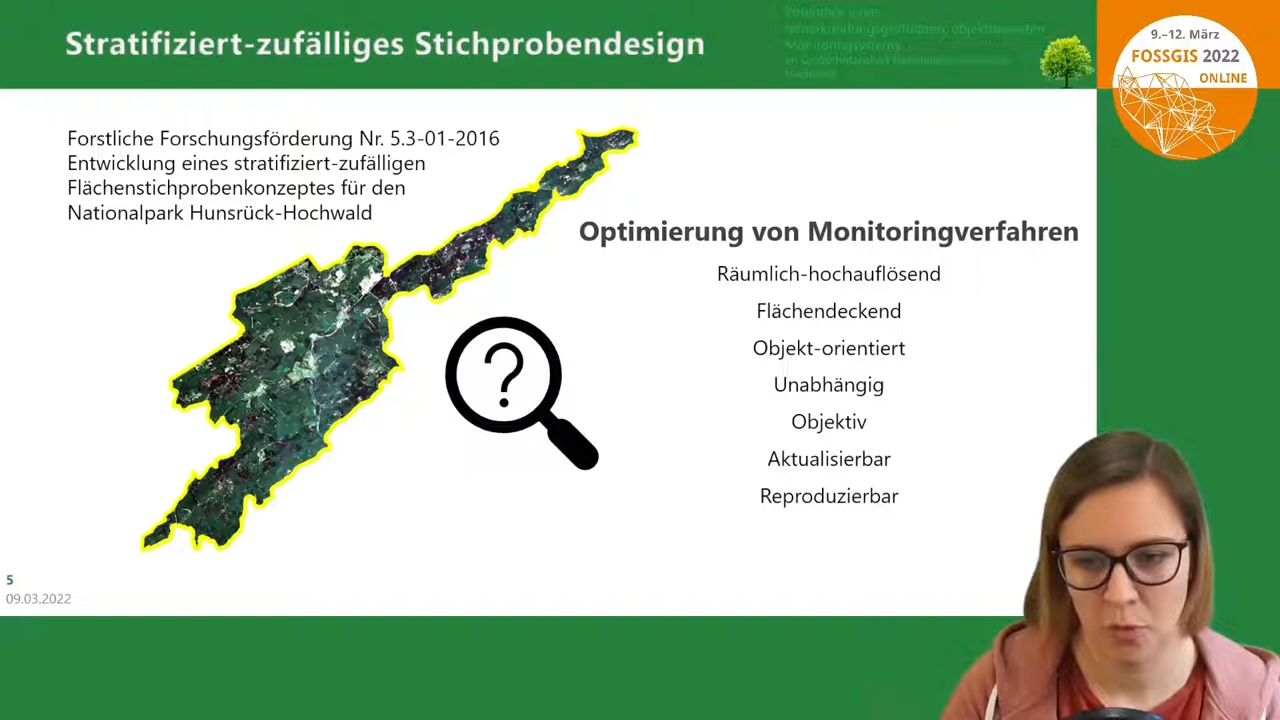 Stratifiziert-zufälliges Stichprobendesign
9.–12. März
FOSSGIS 2022
ONLINE
Forstliche Forschungsförderung Nr. 5.3-01-2016
Entwicklung eines stratifiziert-zufälligen
Flächenstichprobenkonzeptes für den
Nationalpark Hunsrück-Hochwald
?
Optimierung von Monitoringverfahren
Räumlich-hochauflösend
Flächendeckend
Objekt-orientiert
Unabhängig
Objektiv
Aktualisierbar
Reproduzierbar
5
09.03.2022